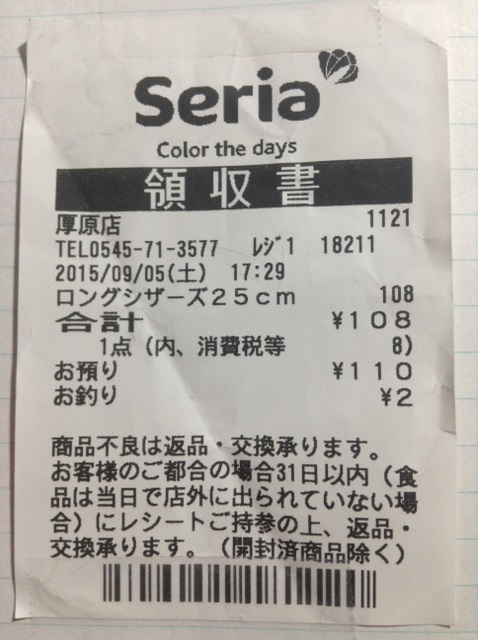 Seria
Color the days
領収書
厚原店 1121
TEL0545-71-3577 ﾚｼﾞ1 18211
2015/09/05(土) 17:29
ロングシザーズ25cm 108
合計 ¥108
1点(内、消費税等 8)
お預り ¥110
お釣り ¥2
商品不良は返品・交換承ります。
お客様のご都合の場合31日以内(食
品は当日で店外に出られていない場
合)にレシートご持参の上、返品・
交換承ります。(開封済商品除く)